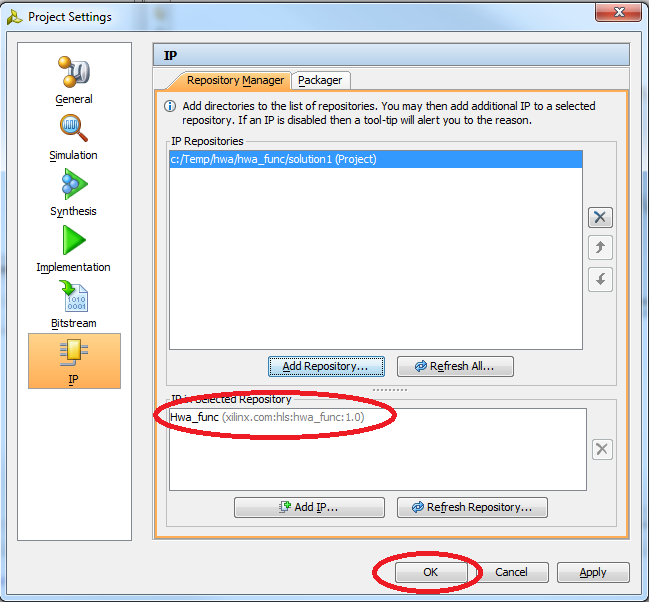 Project Settings
IP
General
Simulation
Synthesis
Implementation
Bitstream
IP
Repository Manager
Packager
Add directories to the list of repositories. You may then add additional IP to a selected
repository. If an IP is disabled then a tool-tip will alert you to the reason.
IP Repositories
c:/Temp/hwa/hwa_func/solution1 (Project)
Add Repository...
Refresh All...
IP in Selected Repository
Hwa_func (xilinx.com:hls:hwa_func:1.0)
Add IP...
Refresh Repository...
OK
Cancel
Apply